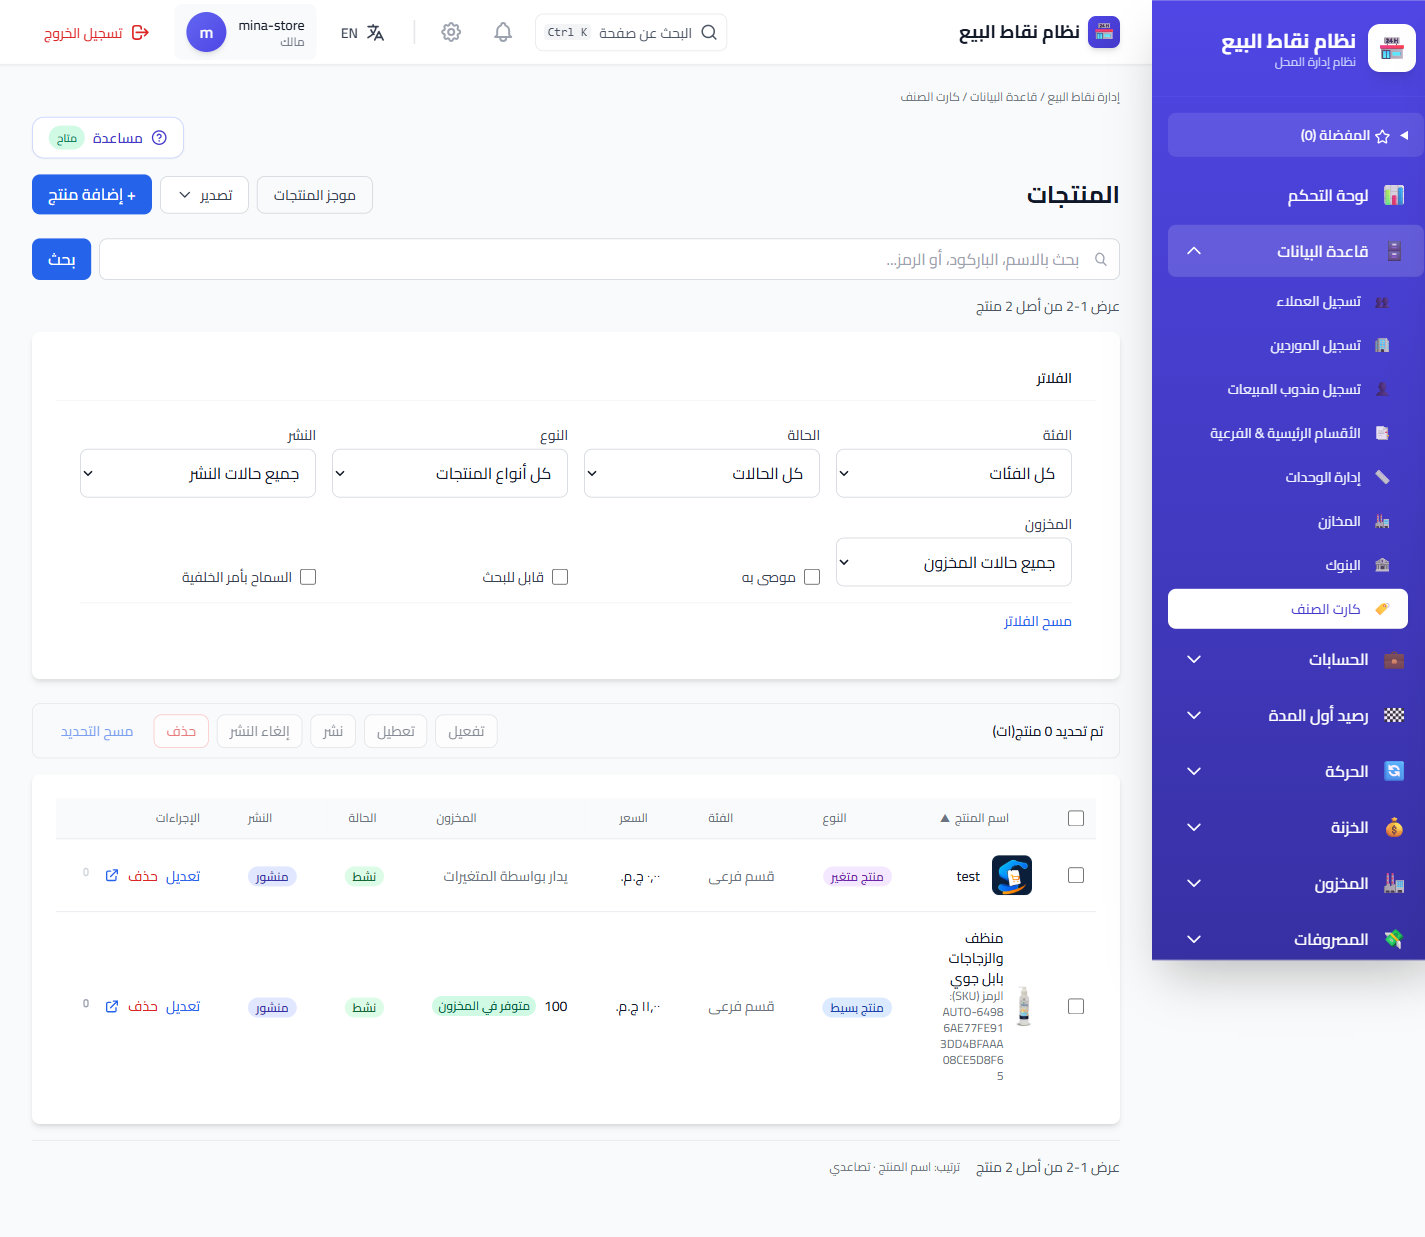 نظام نقاط البيع
نظام إدارة المحل
المفضلة (0)
لوحة التحكم
قاعدة البيانات
تسجيل العملاء
تسجيل الموردين
تسجيل مندوب المبيعات
الأقسام الرئيسية & الفرعية
إدارة الوحدات
المخازن
البنوك
كارت الصنف
الحسابات
رصيد أول المدة
الحركة
الخزنة
المخزون
المصروفات
نظام نقاط البيع
البحث عن صفحة Ctrl K
EN
mina-store
مالك
m
تسجيل الخروج
إدارة نقاط البيع / قاعدة البيانات / كارت الصنف
مساعدة متاح
المنتجات
موجز المنتجات
تصدير
+ إضافة منتج
بحث بالاسم، الباركود، أو الرمز...
بحث
عرض 1-2 من أصل 2 منتج
الفلاتر
الفئة الحالة النوع النشر
كل الفئات كل الحالات كل أنواع المنتجات جميع حالات النشر
المخزون
جميع حالات المخزون موصى به قابل للبحث السماح بأمر الخلفية
مسح الفلاتر
تم تحديد 0 منتج(ات) تفعيل تعطيل نشر إلغاء النشر حذف مسح التحديد
اسم المنتج ▲ النوع الفئة السعر المخزون الحالة النشر الإجراءات
test منتج متغير قسم فرعى ٠,٠٠ ج.م. يدار بواسطة المتغيرات نشط منشور تعديل حذف 0
منظف
والزجاجات
بابل جوي
الرمز (SKU):
AUTO-6498
6AE77FE91
3DD4BFAAA
08CE5D8F6
5
منتج بسيط قسم فرعى ١١,٠٠ ج.م. 100 متوفر في المخزون نشط منشور تعديل حذف 0
عرض 1-2 من أصل 2 منتج ترتيب: اسم المنتج · تصاعدي